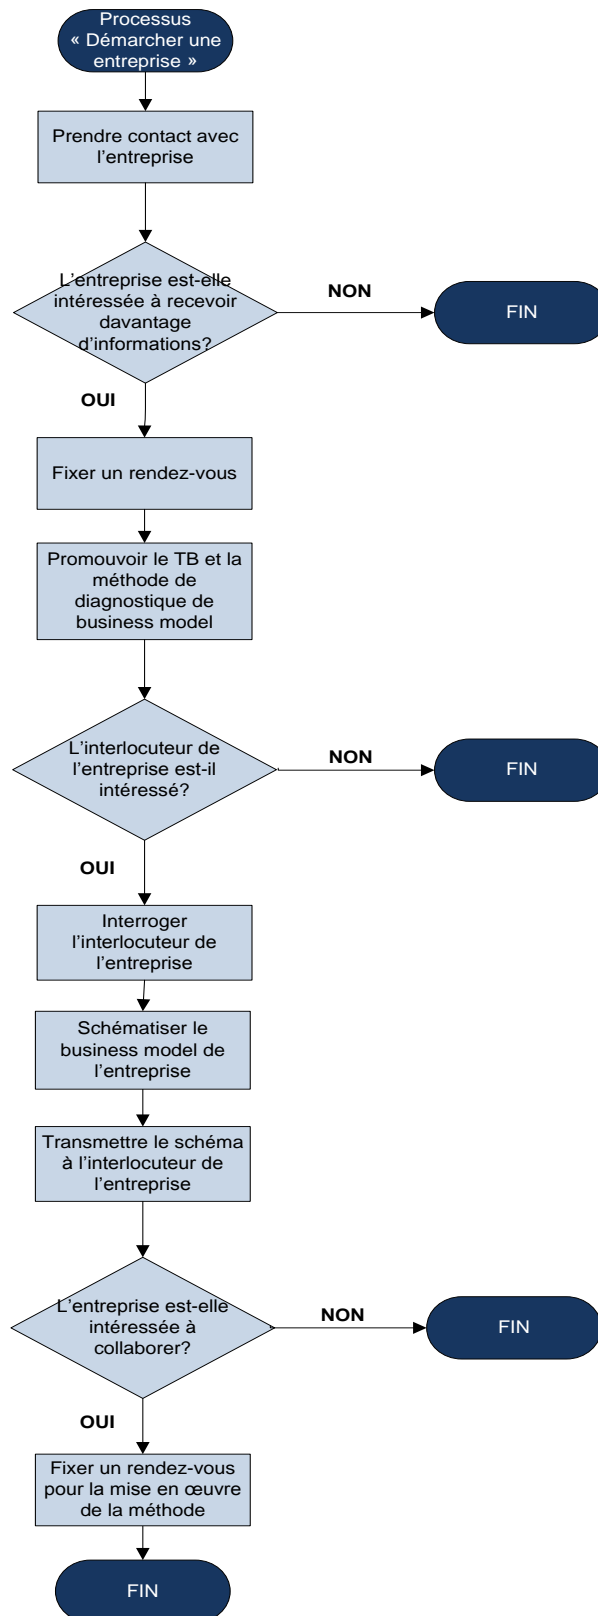 Processus
« Démarcher une
entreprise »
Prendre contact avec
l'entreprise
L'entreprise est-elle
intéressée à recevoir
davantage
d'informations?
NON
FIN
OUI
Fixer un rendez-vous
Promouvoir le TB et la
méthode de
diagnostique de
business model
L'interlocuteur de
l'entreprise est-il
intéressé?
NON
FIN
OUI
Interroger
l'interlocuteur de
l'entreprise
Schématiser le
business model de
l'entreprise
Transmettre le schéma
à l'interlocuteur de
l'entreprise
L'entreprise est-elle
intéressée à
collaborer?
NON
FIN
OUI
Fixer un rendez-vous
pour la mise en œuvre
de la méthode
FIN